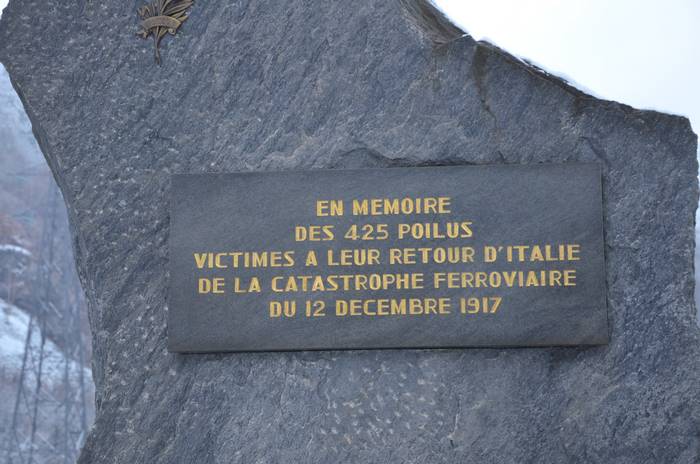 EN MEMOIRE
DES 425 POILUS
VICTIMES A LEUR RETOUR D'ITALIE
DE LA CATASTROPHE FERROVIAIRE
DU 12 DECEMBRE 1917